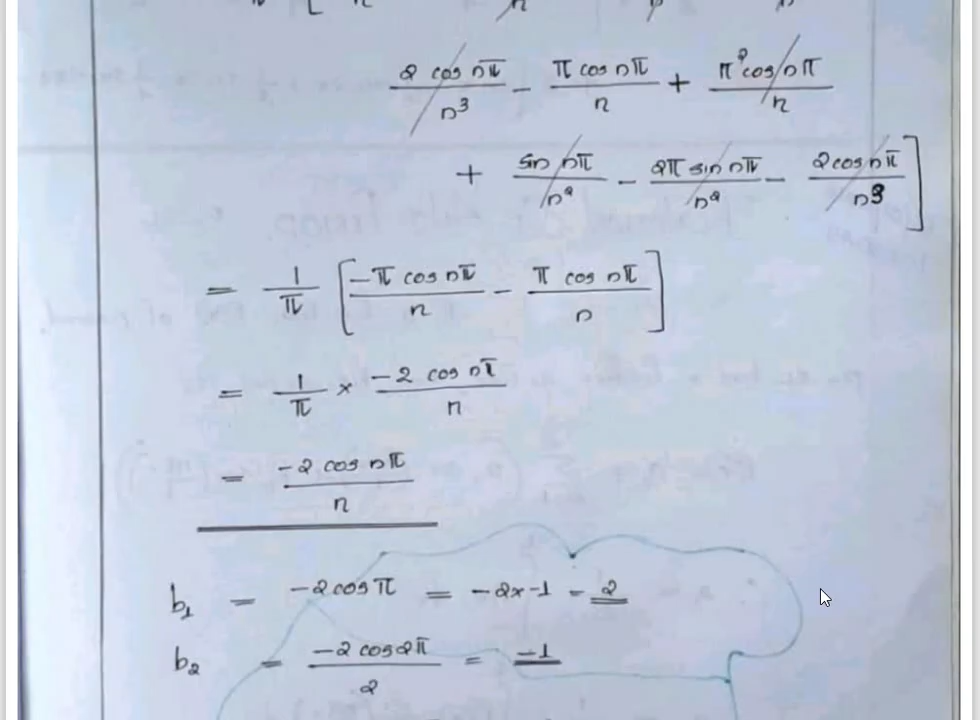 2 cos nπ / n³ − π cos nπ / n + π² cos nπ / n
+ sin nπ / n² − 2π sin nπ / n² − 2 cos nπ / n³ ]
= 1/π [ −π cos nπ / n − π cos nπ / n ]
= 1/π × −2 cos nπ / n
= −2 cos nπ / n
b₁ = −2 cos π = −2x−1 = 2
b₂ = −2 cos 2π / 2 = −1